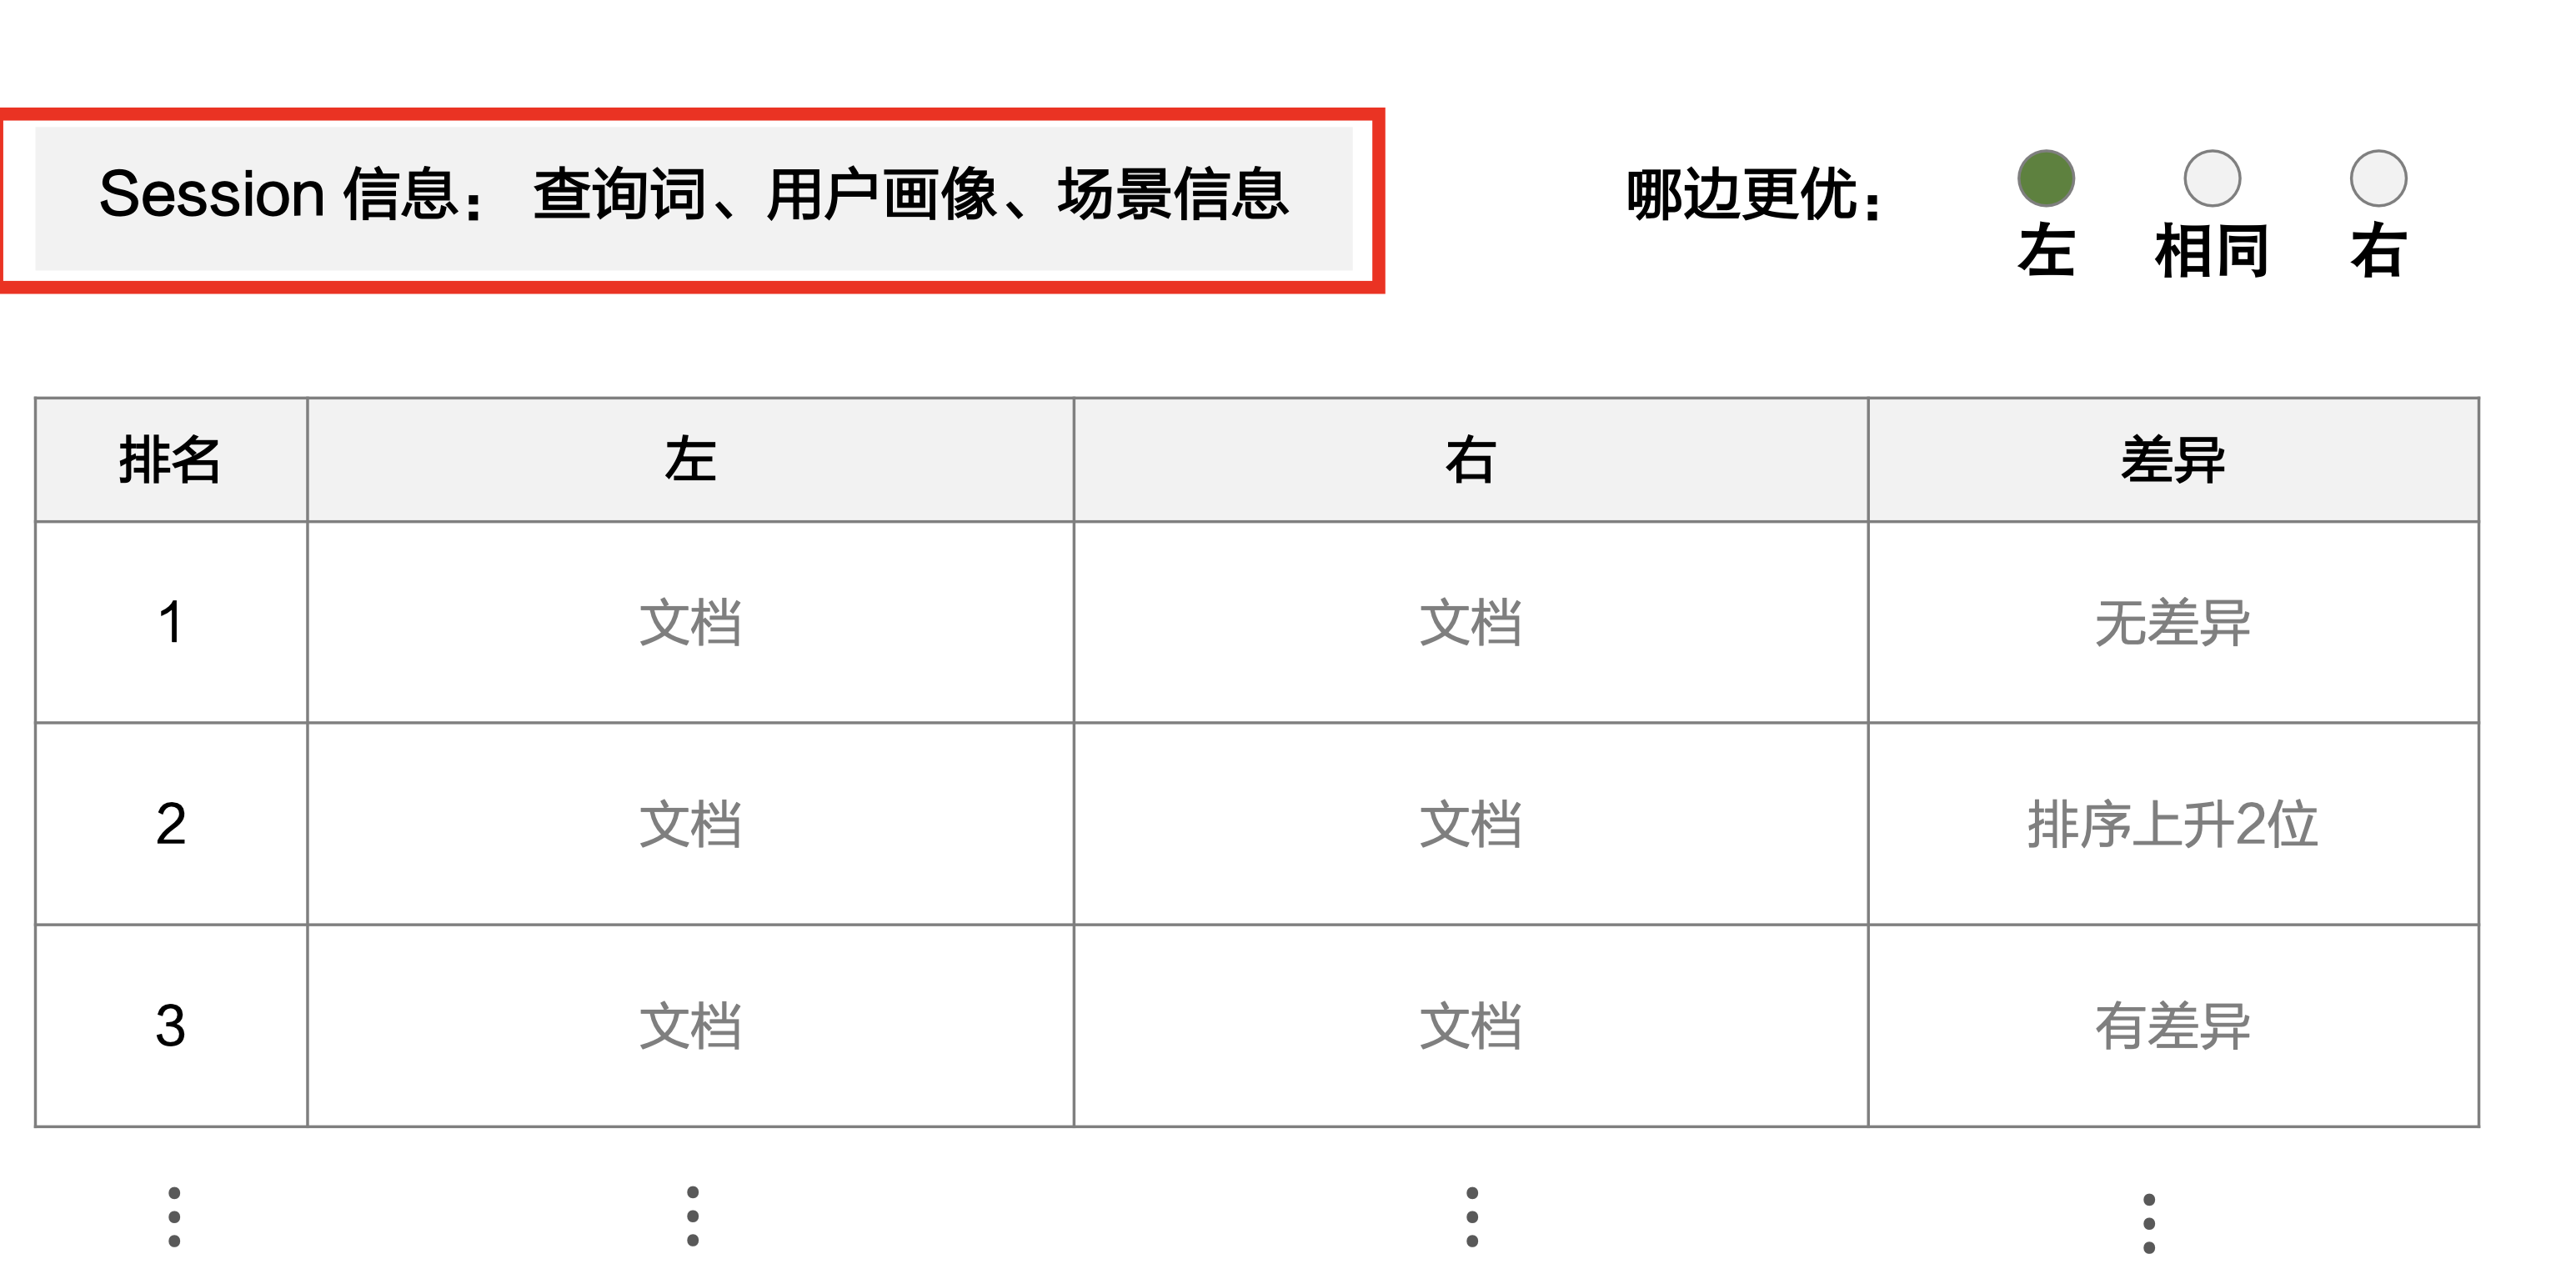 Session 信息： 查询词、用户画像、场景信息
哪边更优：
左 相同 右
排名 左 右 差异
1 文档 文档 无差异
2 文档 文档 排序上升2位
3 文档 文档 有差异